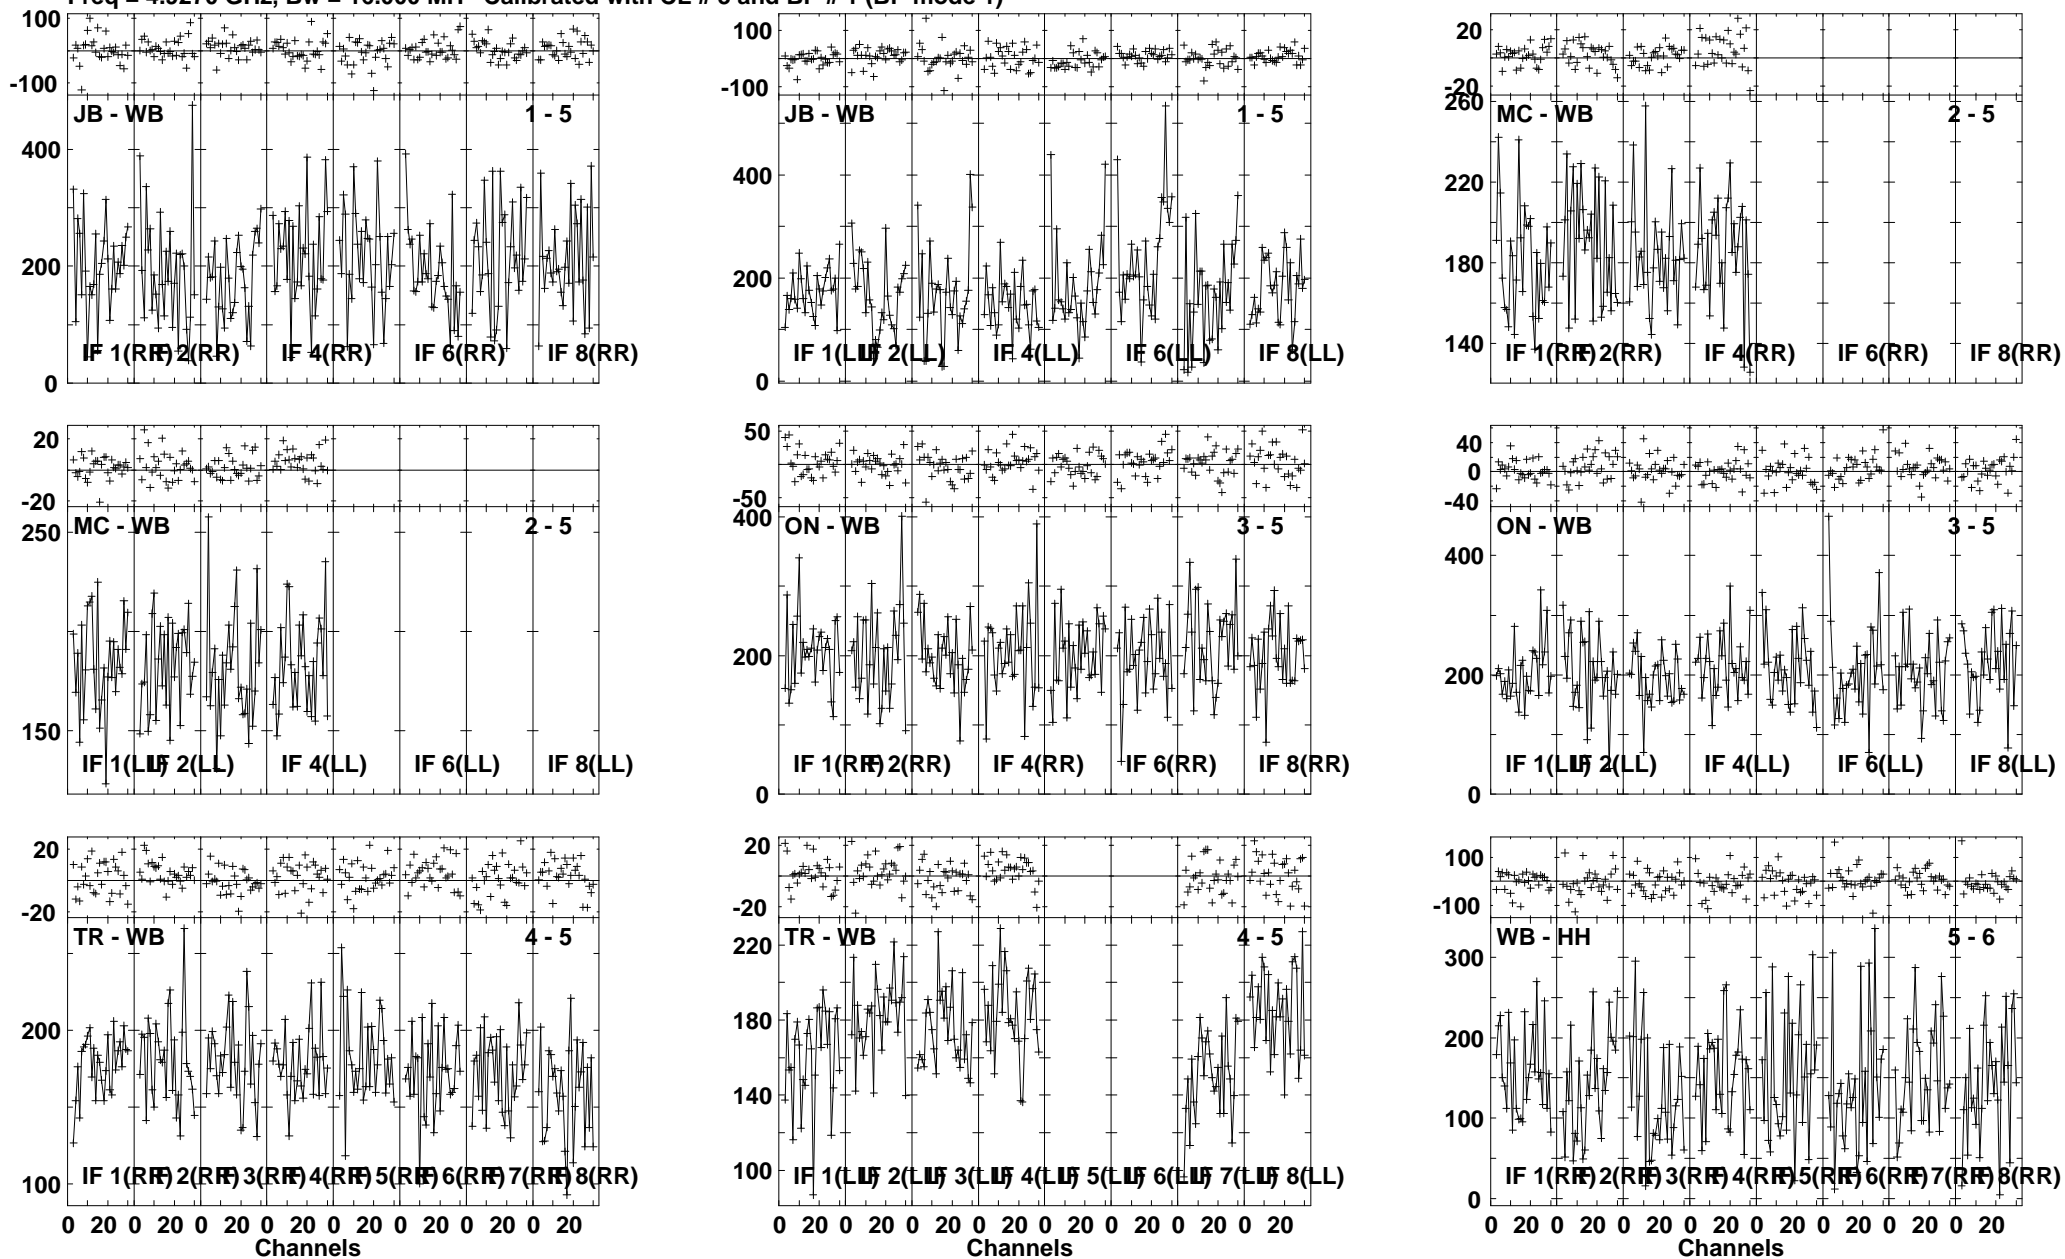 GHz, Bw = MH Calibrated with CL # and BP # 1 (BP mode 1)
100
-100
JB - WB 1 - 5
400
200
0
IF 1(RR) IF 2(RR) IF 4(RR) IF 6(RR) IF 8(RR)
100
-100
JB - WB 1 - 5
400
200
0
IF 1(LL) IF 2(LL) IF 4(LL) IF 6(LL) IF 8(LL)
20
-20
MC - WB 2 - 5
260
220
180
140
IF 1(RR) IF 2(RR) IF 4(RR) IF 6(RR) IF 8(RR)
20
-20
MC - WB 2 - 5
250
150
IF 1(LL) IF 2(LL) IF 4(LL) IF 6(LL) IF 8(LL)
50
-50
ON - WB 3 - 5
400
200
0
IF 1(RR) IF 2(RR) IF 4(RR) IF 6(RR) IF 8(RR)
40
0
-40
ON - WB 3 - 5
400
200
0
IF 1(LL) IF 2(LL) IF 4(LL) IF 6(LL) IF 8(LL)
20
-20
TR - WB 4 - 5
200
100
IF 1(RR) IF 2(RR) IF 3(RR) IF 4(RR) IF 5(RR) IF 6(RR) IF 7(RR) IF 8(RR)
0 20 0 20 0 20 0 20 0 20 0 20 0 20 0 20
Channels
20
-20
TR - WB 4 - 5
220
180
140
100
IF 1(LL) IF 2(LL) IF 3(LL) IF 4(LL) IF 5(LL) IF 6(LL) IF 7(LL) IF 8(LL)
0 20 0 20 0 20 0 20 0 20 0 20 0 20 0 20
Channels
100
-100
WB - HH 5 - 6
300
200
100
0
IF 1(RR) IF 2(RR) IF 3(RR) IF 4(RR) IF 5(RR) IF 6(RR) IF 7(RR) IF 8(RR)
0 20 0 20 0 20 0 20 0 20 0 20 0 20 0 20
Channels